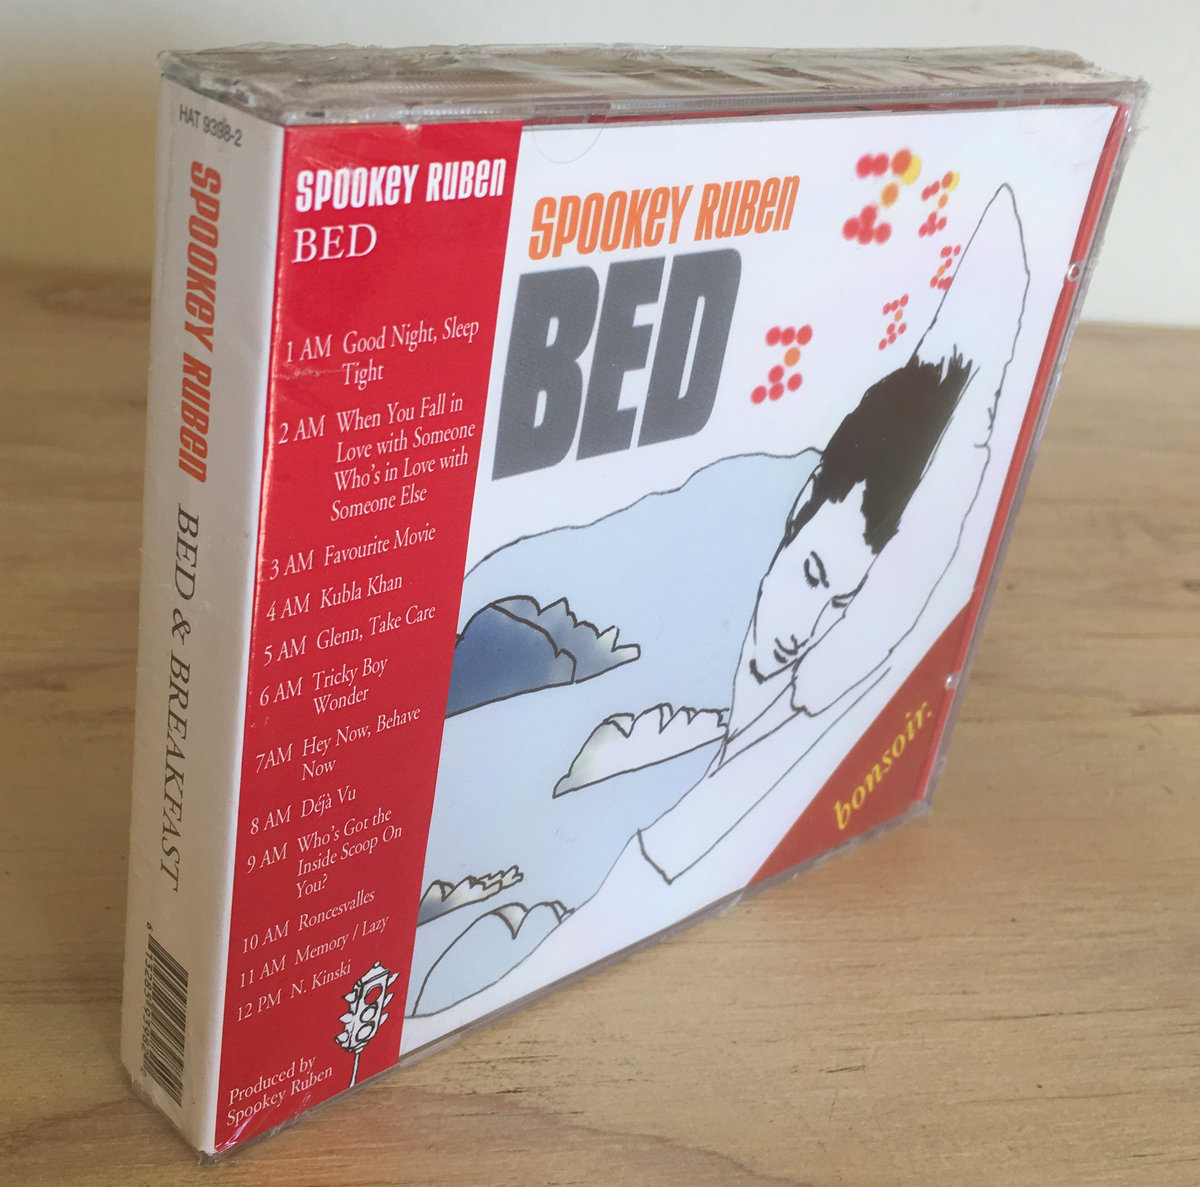 HAT 9398-2
SPOOKEY RUBEN BED & BREAKFAST
SPOOKEY RUBEN
BED
1 AM Good Night, Sleep
Tight
2 AM When You Fall in
Love with Someone
Who's in Love with
Someone Else
3 AM Favourite Movie
4 AM Kubla Khan
5 AM Glenn, Take Care
6 AM Tricky Boy
Wonder
7AM Hey Now, Behave
Now
8 AM Déjà Vu
9 AM Who's Got the
Inside Scoop On
You?
10 AM Roncesvalles
11 AM Memory / Lazy
12 PM N. Kinski
Produced by
Spookey Ruben
SPOOKEY RUBEN
BED
bonsoir.